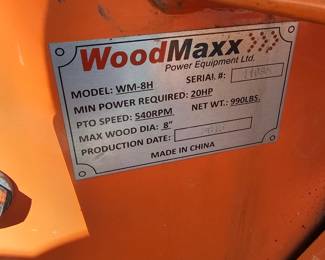 WoodMaxx
Power Equipment Ltd.
MODEL: WM-8H SERIAL #:
MIN POWER REQUIRED: 20HP
PTO SPEED: 540RPM NET WT.: 990LBS.
MAX WOOD DIA: 8"
PRODUCTION DATE:
MADE IN CHINA